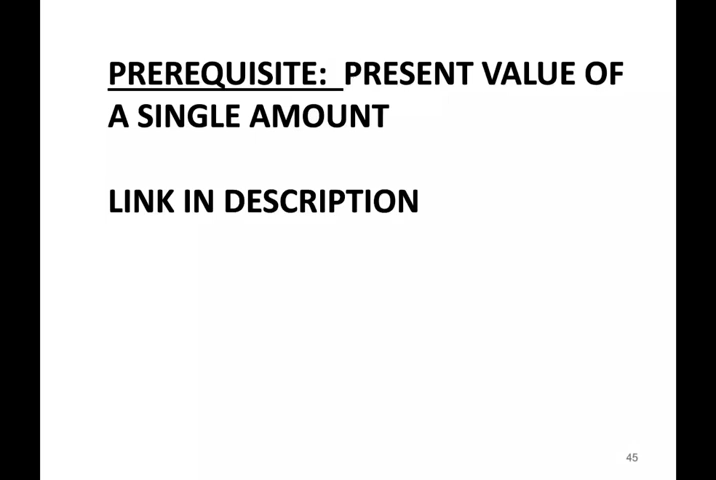 PREREQUISITE: PRESENT VALUE OF
A SINGLE AMOUNT
LINK IN DESCRIPTION
45